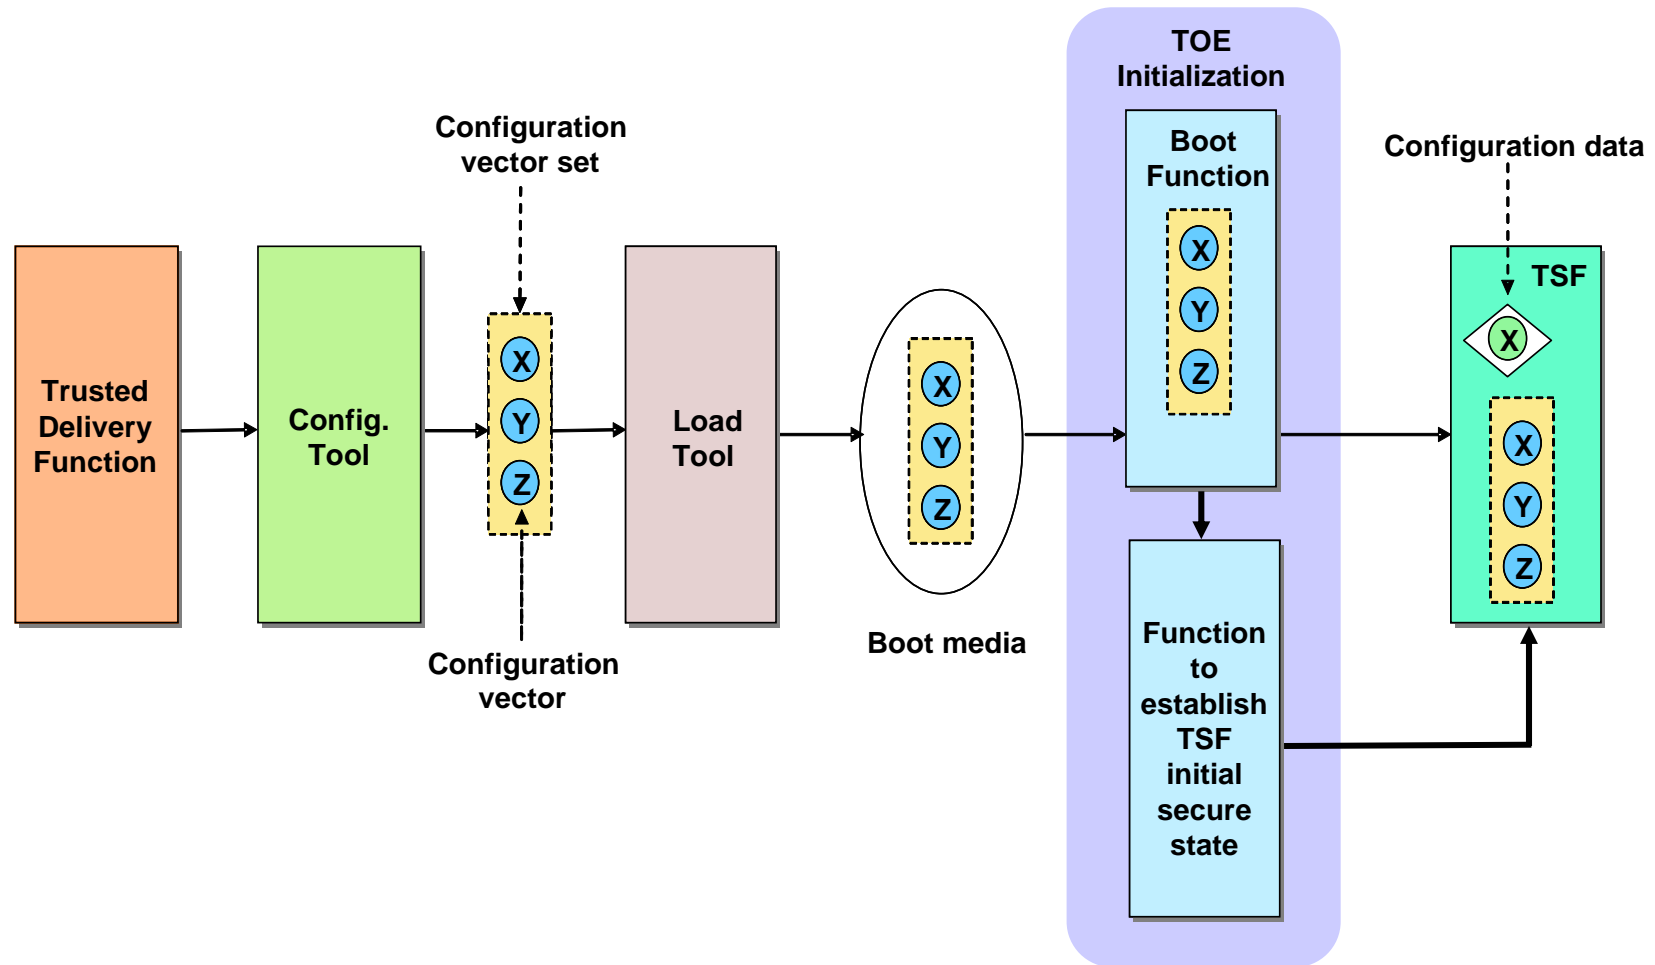 Trusted
Delivery
Function
Config.
Tool
Configuration
vector set
X
Y
Z
Configuration
vector
Load
Tool
X
Y
Z
Boot media
TOE
Initialization
Boot
Function
X
Y
Z
Function
to
establish
TSF
initial
secure
state
Configuration data
TSF
X
X
Y
Z